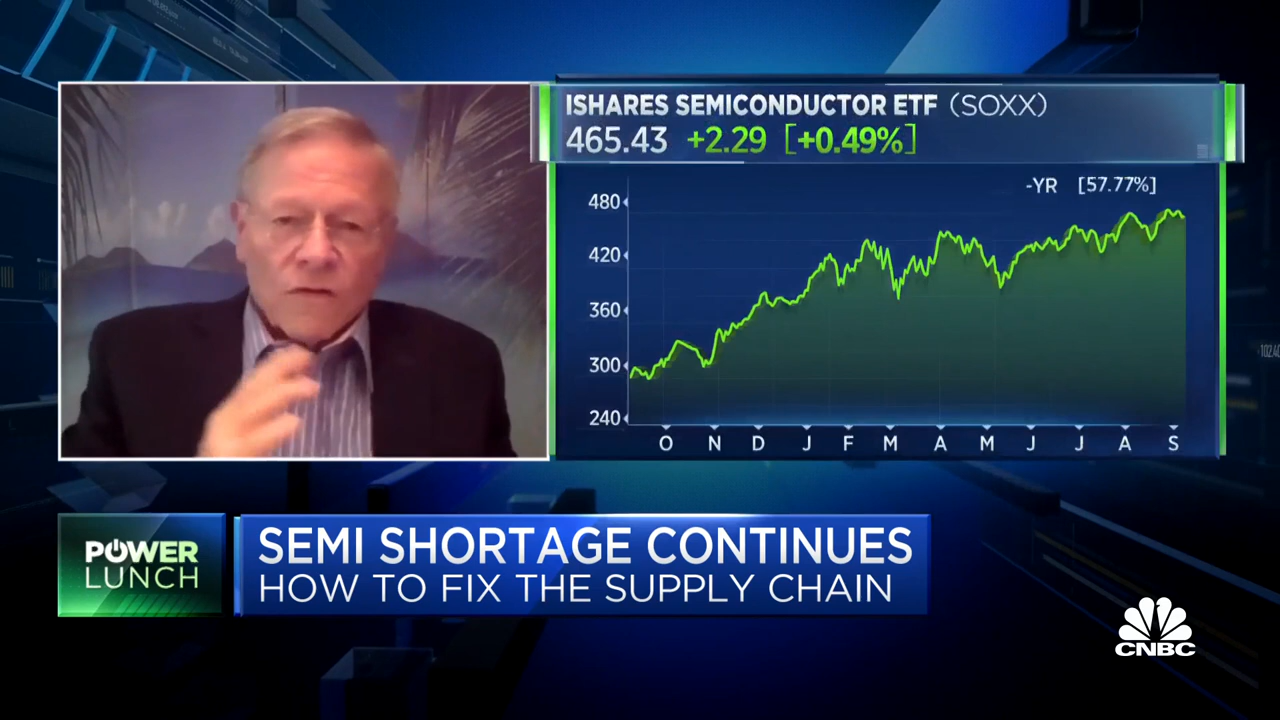 ISHARES SEMICONDUCTOR ETF (SOXX)
465.43 +2.29 [+0.49%]
-YR [57.77%]
480
420
360
300
240
O N D J F M A M J J A S
POWER LUNCH
SEMI SHORTAGE CONTINUES
HOW TO FIX THE SUPPLY CHAIN
CNBC